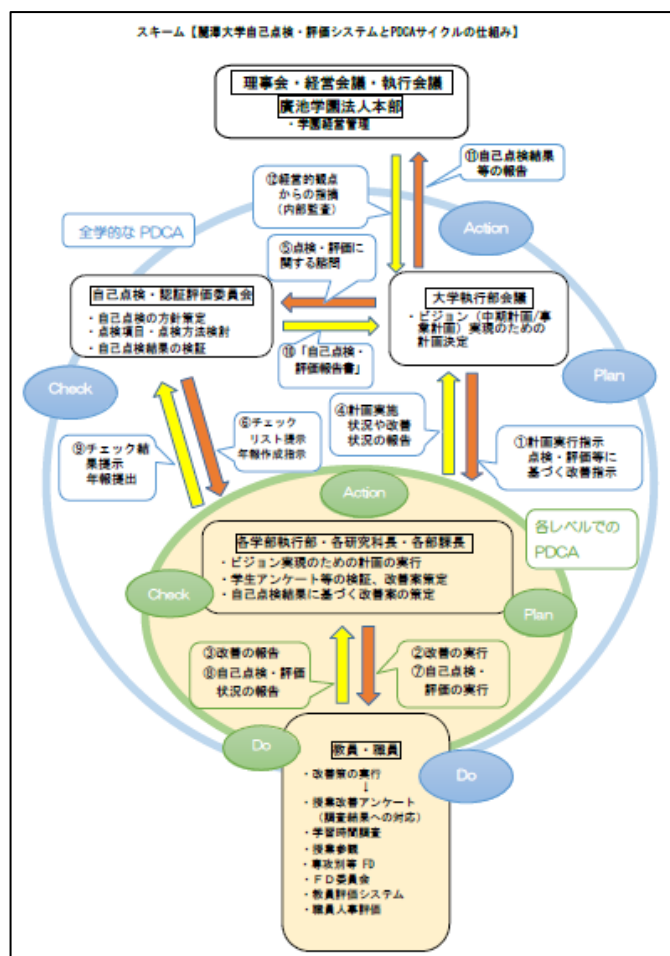 スキーム【麗澤大学自己点検・評価システムとPDCAサイクルの仕組み】
理事会・経営会議・執行会議
廣池学園法人本部
・学園経営管理
⑪自己点検結果
等の報告
⑫経営的観点
からの指摘
（内部監査）
全学的な PDCA
Action
⑤点検・評価に
関する諮問
自己点検・認証評価委員会
・自己点検の方針策定
・点検項目・点検方法検討
・自己点検結果の検証
大学執行部会議
・ビジョン（中期計画/事
業計画）実現のための
計画決定
⑩「自己点検・
評価報告書」
Check
Plan
④計画実施
状況や改善
状況の報告
⑥チェック
リスト提示
年報作成指示
⑨チェック結
果提示
年報提出
①計画実行指示
点検・評価等に
基づく改善指示
Action
各レベルでの
PDCA
各学部執行部・各研究科長・各部課長
・ビジョン実現のための計画の実行
・学生アンケート等の検証、改善案策定
・自己点検結果に基づく改善案の策定
Check
Plan
③改善の報告
⑧自己点検・評価
状況の報告
②改善の実行
⑦自己点検・
評価の実行
Do
教員・職員
Do
・改善策の実行
↓
・授業改善アンケート
（調査結果への対応）
・学習時間調査
・授業参観
・専攻別等 FD
・ＦＤ委員会
・教員評価システム
・職員人事評価